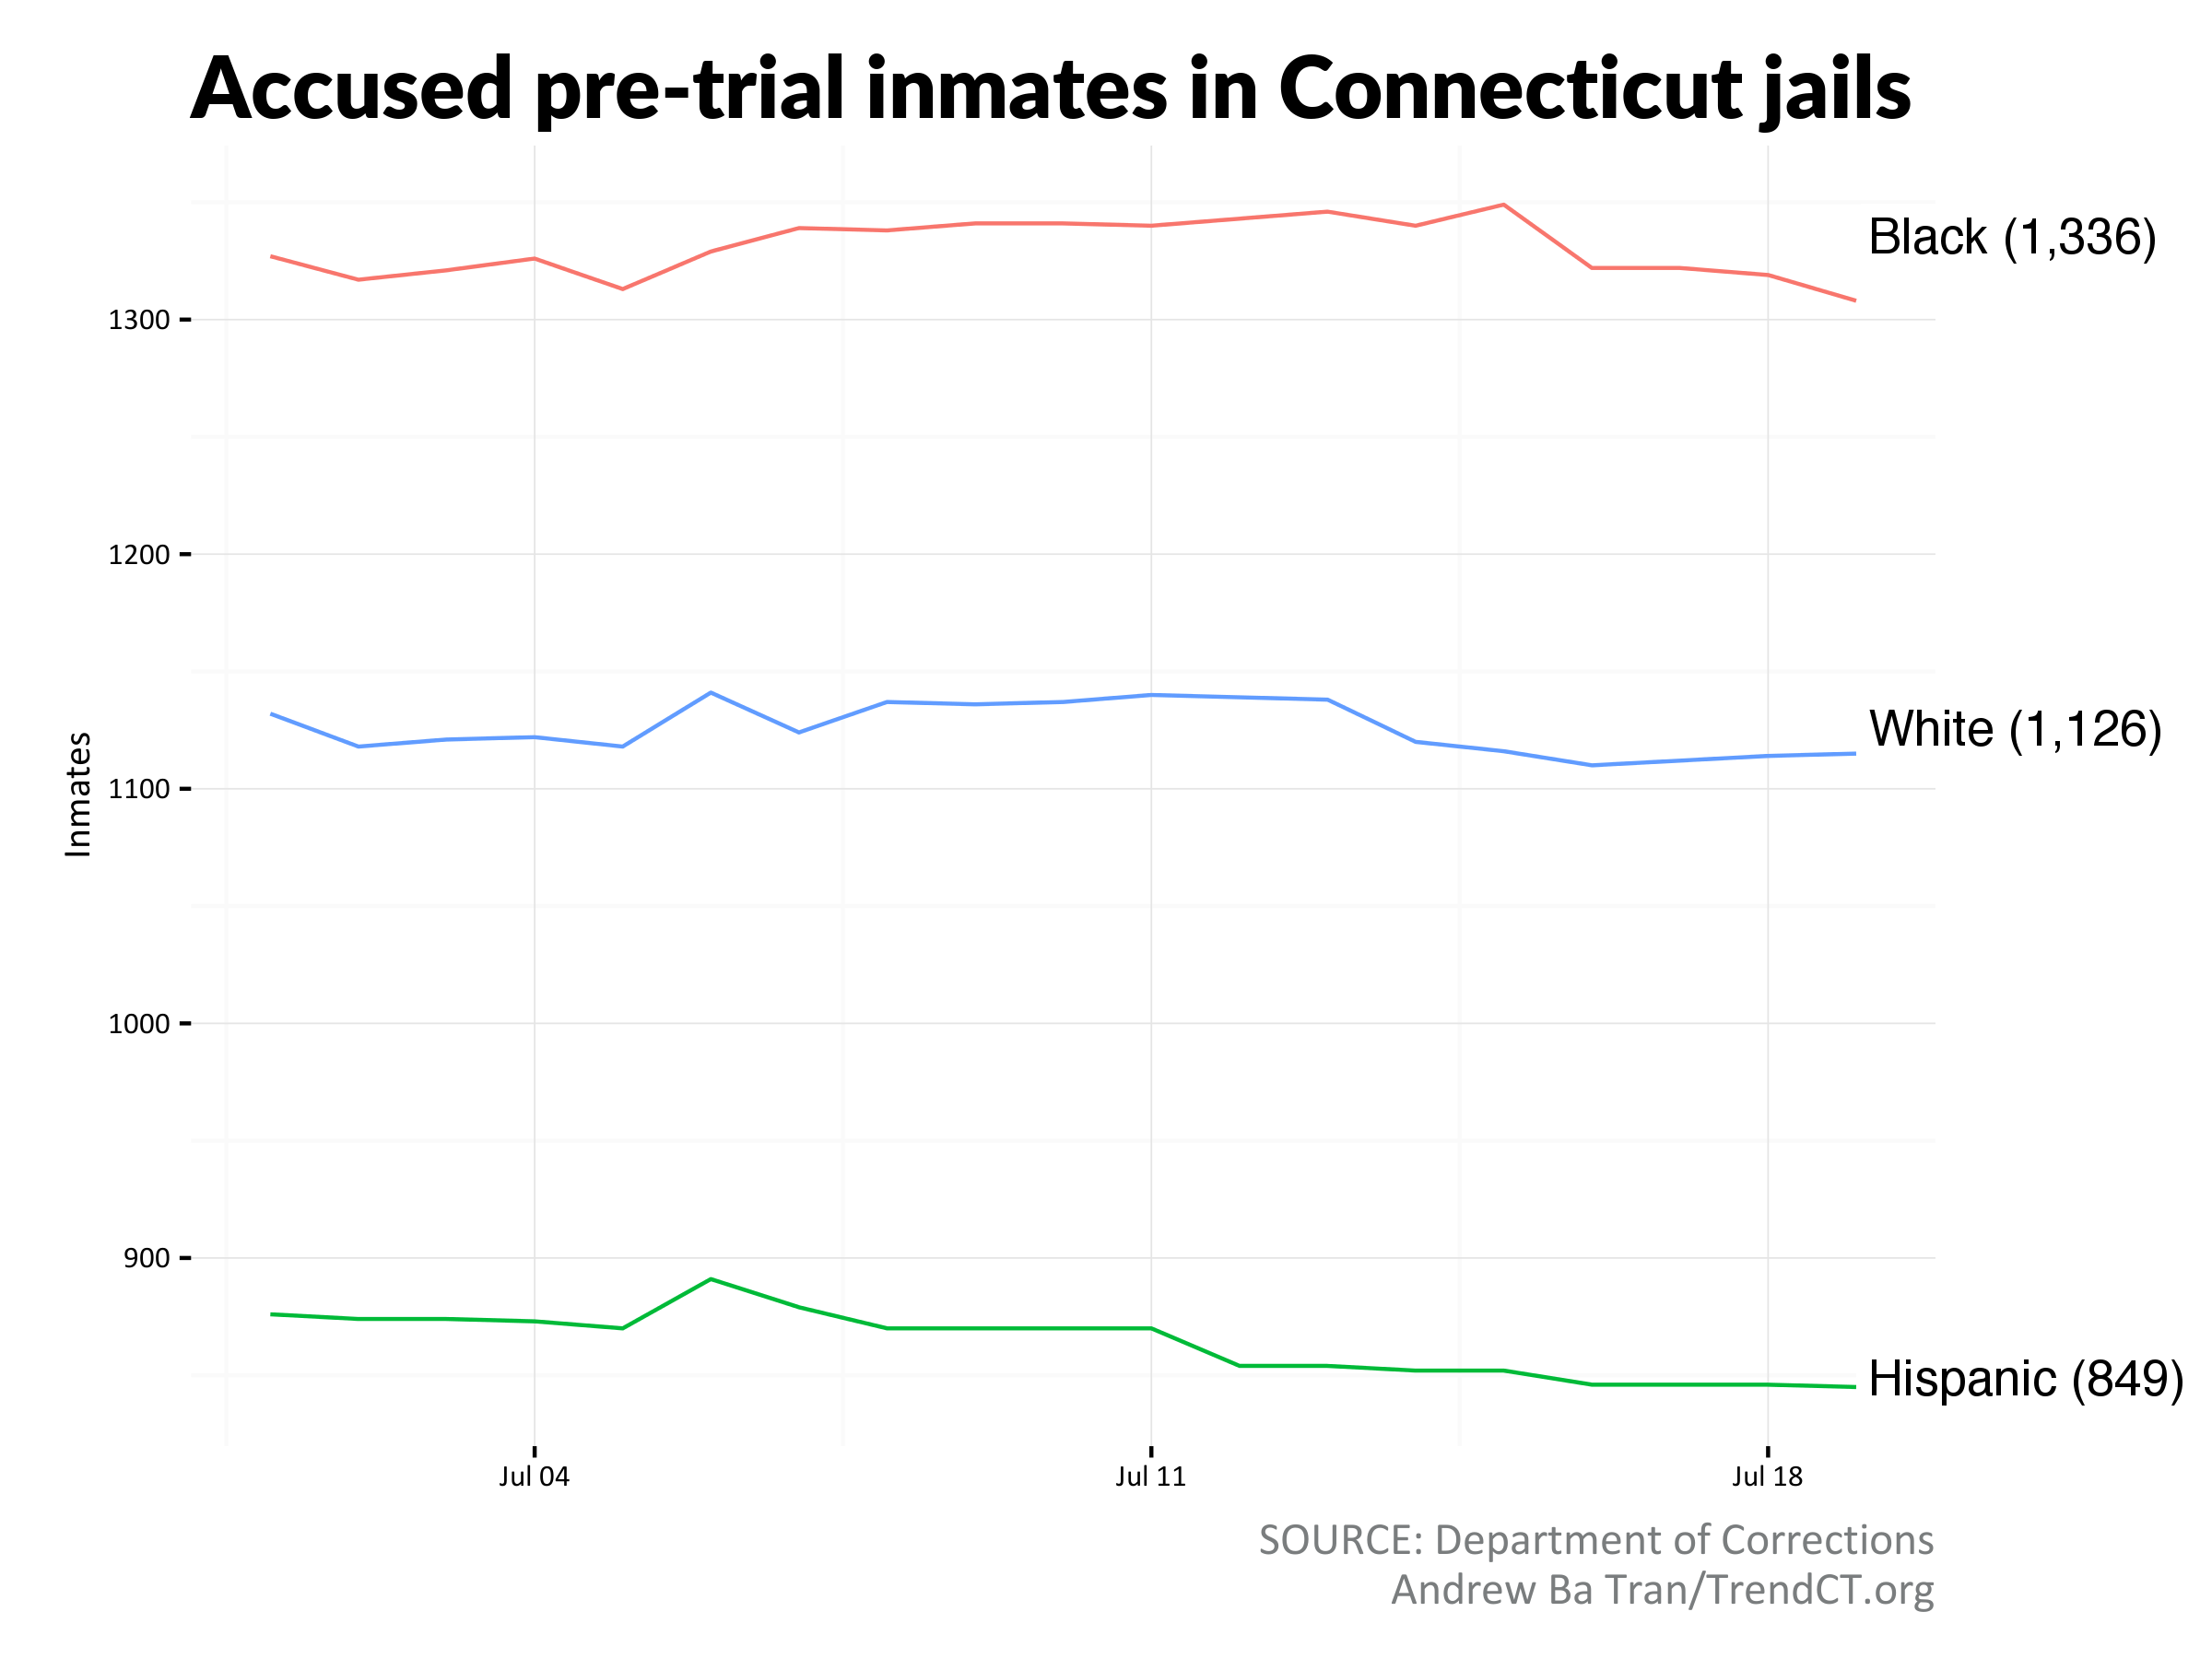 Accused pre-trial inmates in Connecticut jails
Black (1,336)
1300
1200
White (1,126)
1100
Inmates
1000
900
Hispanic (849)
Jul 04 Jul 11 Jul 18
SOURCE: Department of Corrections
Andrew Ba Tran/TrendCT.org